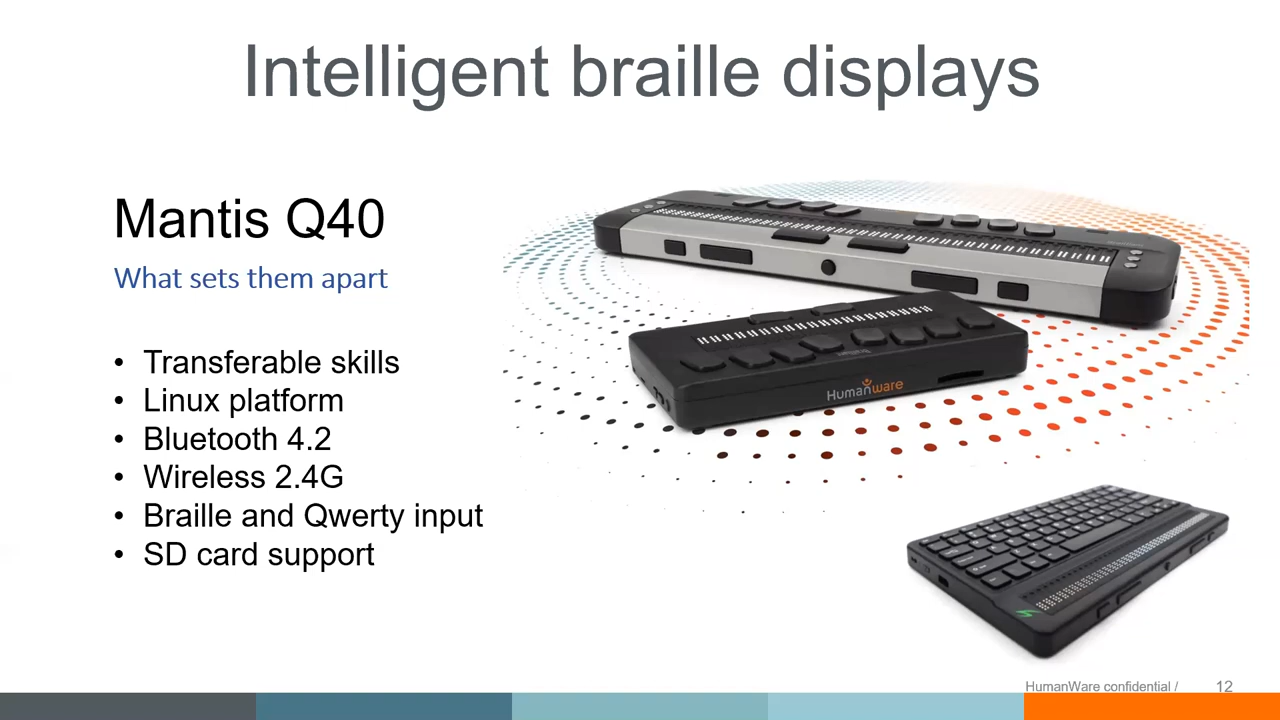 Intelligent braille displays
Mantis Q40
What sets them apart
• Transferable skills
• Linux platform
• Bluetooth 4.2
• Wireless 2.4G
• Braille and Qwerty input
• SD card support
HumanWare
HumanWare confidential / 12